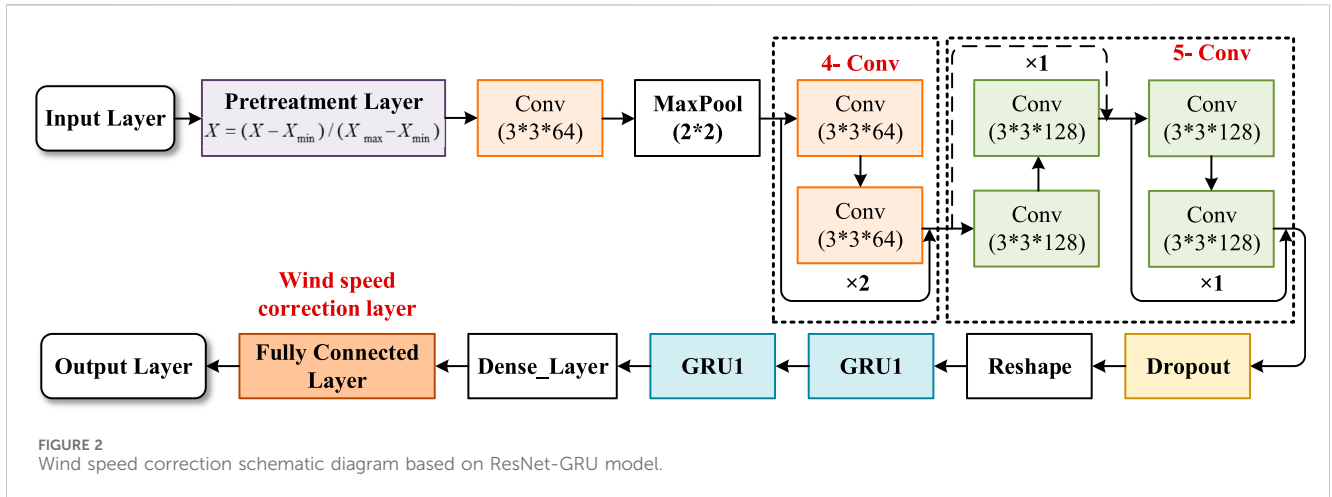 Input Layer
Pretreatment Layer
X = (X − X_min) / (X_max − X_min)
Conv
(3*3*64)
MaxPool
(2*2)
4- Conv
Conv
(3*3*64)
Conv
(3*3*64)
×2
5- Conv
×1
Conv
(3*3*128)
Conv
(3*3*128)
Conv
(3*3*128)
Conv
(3*3*128)
×1
Wind speed
correction layer
Output Layer
Fully Connected
Layer
Dense_Layer
GRU1
GRU1
Reshape
Dropout
FIGURE 2
Wind speed correction schematic diagram based on ResNet-GRU model.